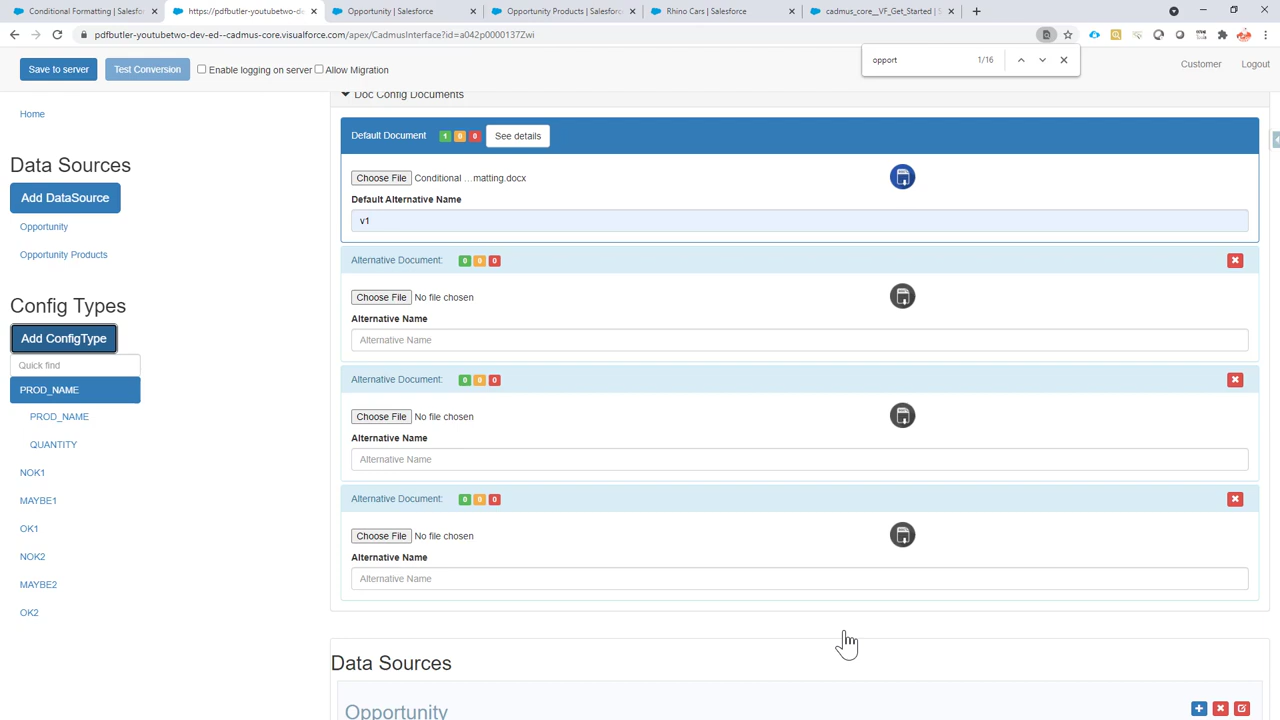 Conditional Formatting | Salesfor
https://pdfbutler-youtubetwo-de
Opportunity | Salesforce
Opportunity Products | Salesforc
Rhino Cars | Salesforce
cadmus_core__VF_Get_Started | S
pdfbutler-youtubetwo-dev-ed--cadmus-core.visualforce.com/apex/CadmusInterface?id=a042p0000137Zwi
opport 1/16
Save to server Test Conversion Enable logging on server Allow Migration Customer Logout
Home
Data Sources
Add DataSource
Opportunity
Opportunity Products
Config Types
Add ConfigType
Quick find
PROD_NAME
PROD_NAME
QUANTITY
NOK1
MAYBE1
OK1
NOK2
MAYBE2
OK2
Doc Config Documents
Default Document 1 0 0 See details
Choose File Conditional ...matting.docx
Default Alternative Name
v1
Alternative Document: 0 0 0
Choose File No file chosen
Alternative Name
Alternative Name
Alternative Document: 0 0 0
Choose File No file chosen
Alternative Name
Alternative Name
Alternative Document: 0 0 0
Choose File No file chosen
Alternative Name
Alternative Name
Data Sources
Opportunity